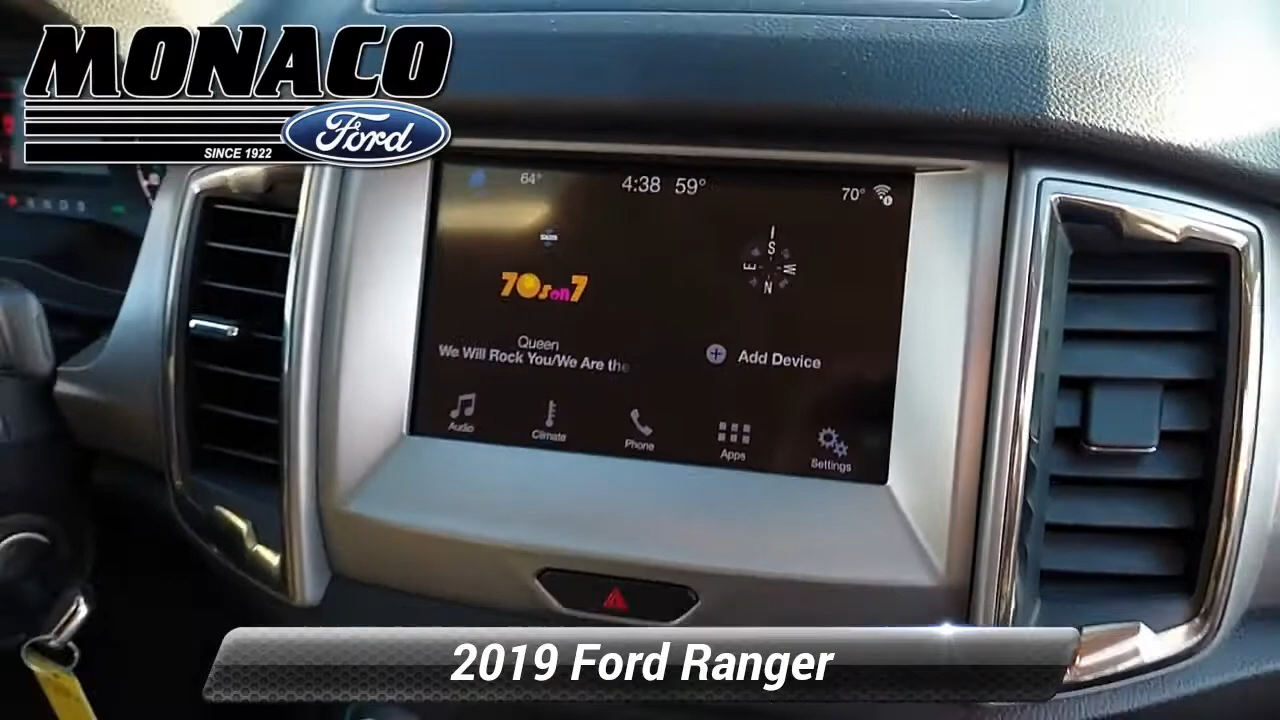 MONACO
Ford
SINCE 1922
64° 4:38 59° 70°
70s on 7
I
S
E W
N
Queen
We Will Rock You/We Are the
Add Device
Audio Climate Phone Apps Settings
2019 Ford Ranger